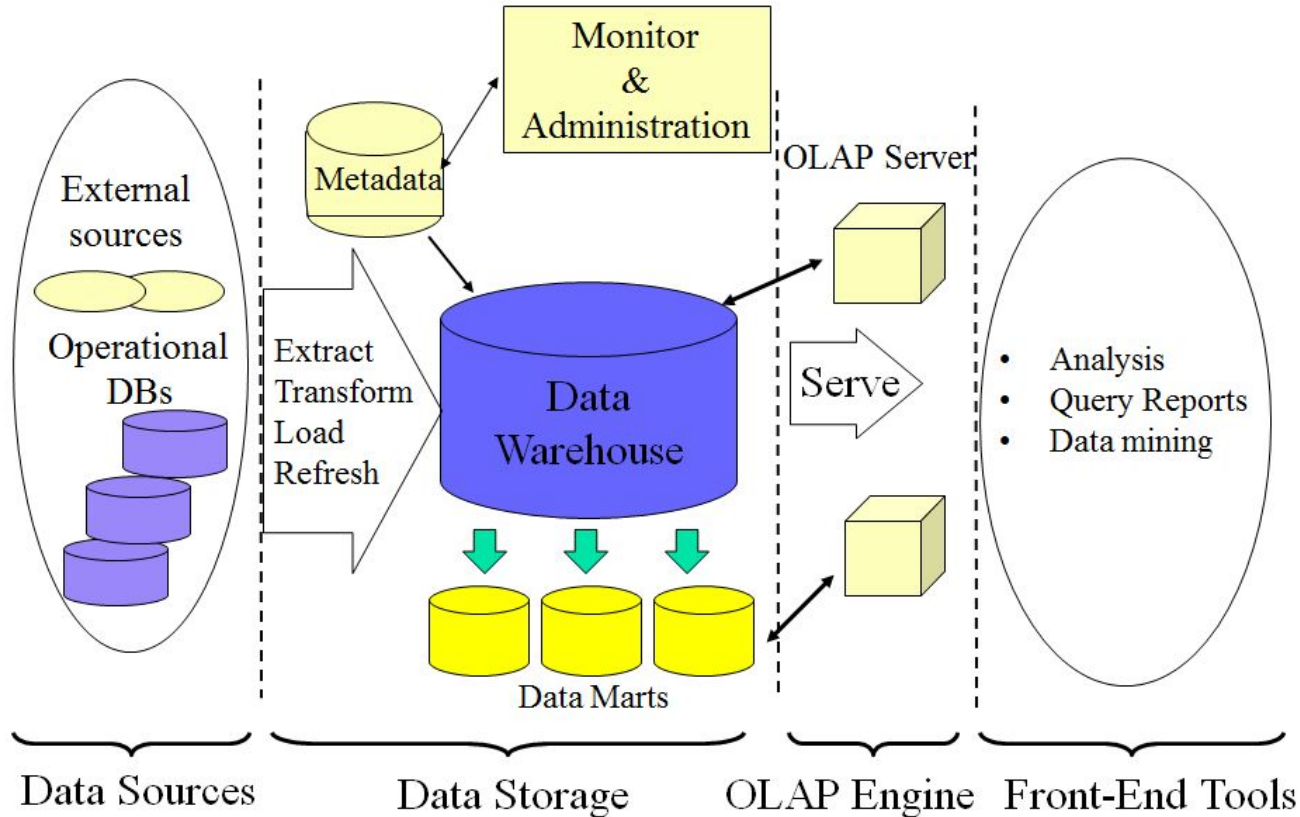 Monitor
&
Administration
Metadata
OLAP Server
External
sources
Operational
DBs
Extract
Transform
Load
Refresh
Data
Warehouse
Serve
• Analysis
• Query Reports
• Data mining
Data Marts
Data Sources
Data Storage
OLAP Engine
Front-End Tools